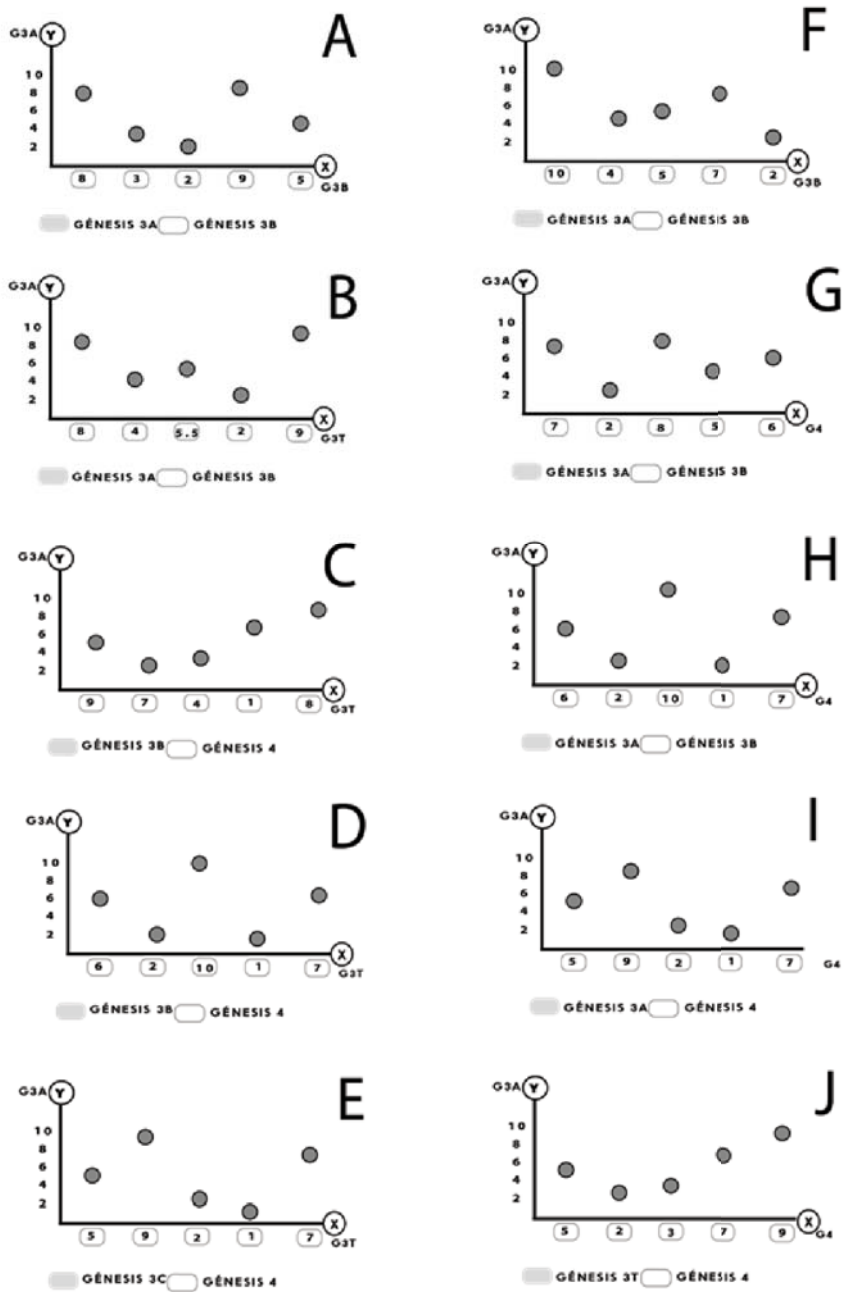 A
G3A Y
10
8
6
4
2
X
8 3 2 9 5
G3B
GÉNESIS 3A GÉNESIS 3B
F
G3A Y
10
8
6
4
2
X
10 4 5 7 2
G3B
GÉNESIS 3A GÉNESIS 3B
B
G3A Y
10
8
6
4
2
X
8 4 5.5 2 9
G3T
GÉNESIS 3A GÉNESIS 3B
G
G3A Y
10
8
6
4
2
X
7 2 8 5 6
G4
GÉNESIS 3A GÉNESIS 3B
C
G3A Y
10
8
6
4
2
X
9 7 4 1 8
G3T
GÉNESIS 3B GÉNESIS 4
H
G3A Y
10
8
6
4
2
X
6 2 10 1 7
G4
GÉNESIS 3A GÉNESIS 3B
D
G3A Y
10
8
6
4
2
X
6 2 10 1 7
G3T
GÉNESIS 3B GÉNESIS 4
I
G3A Y
10
8
6
4
2
5 9 2 1 7
G4
GÉNESIS 3A GÉNESIS 4
E
G3A Y
10
8
6
4
2
X
5 9 2 1 7
G3T
GÉNESIS 3C GÉNESIS 4
J
G3A Y
10
8
6
4
2
X
5 2 3 7 9
G4
GÉNESIS 3T GÉNESIS 4